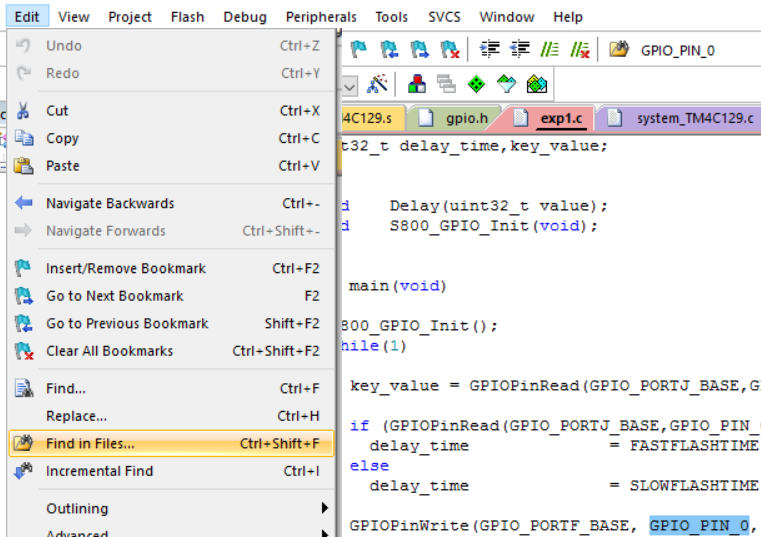 Edit View Project Flash Debug Peripherals Tools SVCS Window Help
Undo Ctrl+Z
Redo Ctrl+Y
Cut Ctrl+X
Copy Ctrl+C
Paste Ctrl+V
Navigate Backwards Ctrl+-
Navigate Forwards Ctrl+Shift+-
Insert/Remove Bookmark Ctrl+F2
Go to Next Bookmark F2
Go to Previous Bookmark Shift+F2
Clear All Bookmarks Ctrl+Shift+F2
Find... Ctrl+F
Replace... Ctrl+H
Find in Files... Ctrl+Shift+F
Incremental Find Ctrl+I
Outlining
Advanced
GPIO_PIN_0
4C129.s gpio.h exp1.c system_TM4C129.c
t32_t delay_time,key_value;
d Delay(uint32_t value);
d S800_GPIO_Init(void);
main(void)
800_GPIO_Init();
hile(1)
key_value = GPIOPinRead(GPIO_PORTJ_BASE,G
if (GPIOPinRead(GPIO_PORTJ_BASE,GPIO_PIN_
delay_time = FASTFLASHTIME
else
delay_time = SLOWFLASHTIME
GPIOPinWrite(GPIO_PORTF_BASE, GPIO_PIN_0,